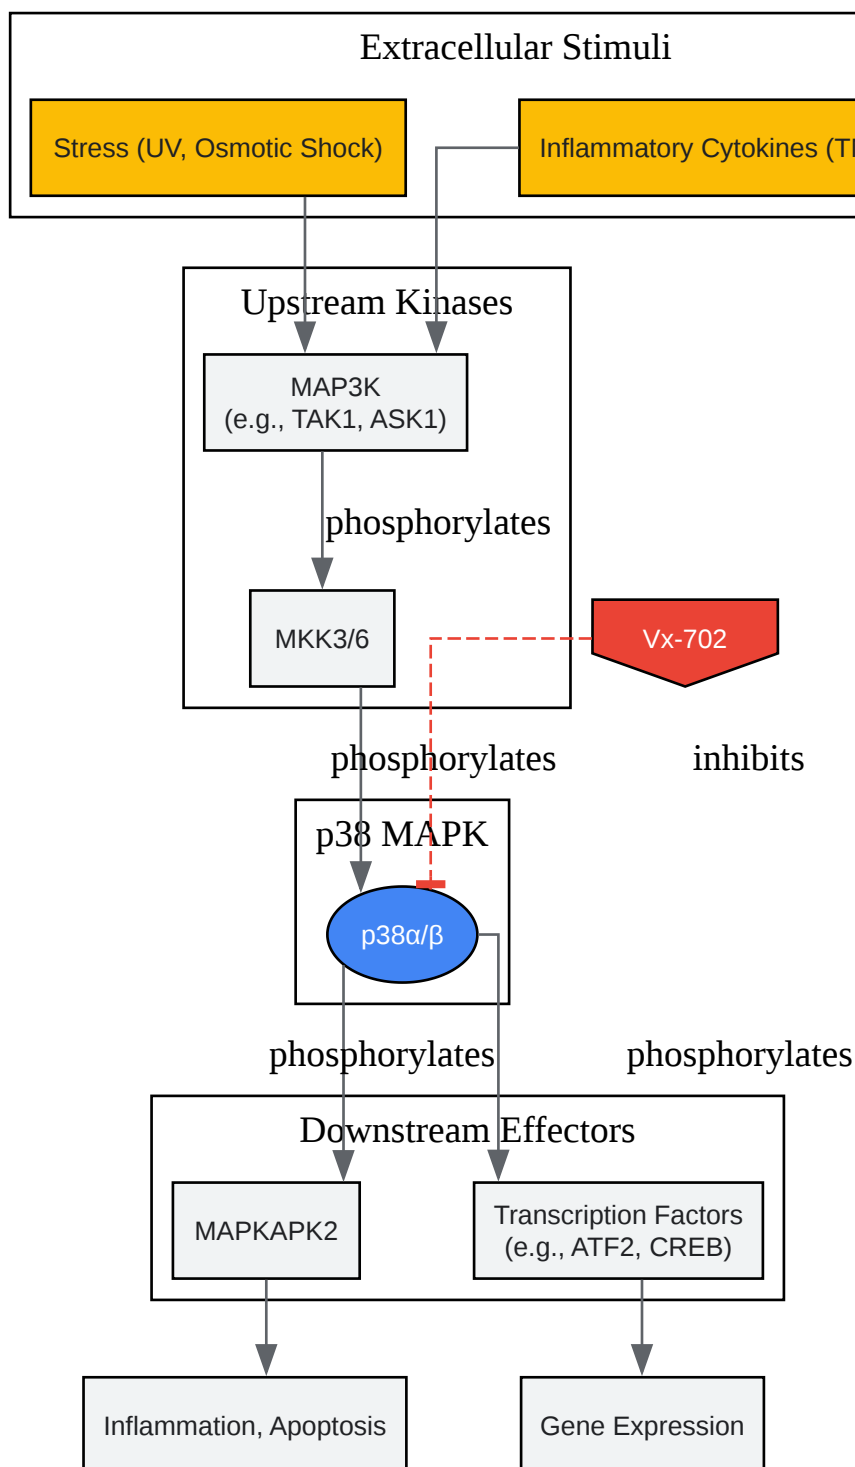 Extracellular Stimuli
Stress (UV, Osmotic Shock)
Inflammatory Cytokines (
Upstream Kinases
MAP3K
(e.g., TAK1, ASK1)
phosphorylates
MKK3/6
Vx-702
phosphorylates
inhibits
p38 MAPK
p38α/β
phosphorylates
phosphorylates
Downstream Effectors
MAPKAPK2
Transcription Factors
(e.g., ATF2, CREB)
Inflammation, Apoptosis
Gene Expression